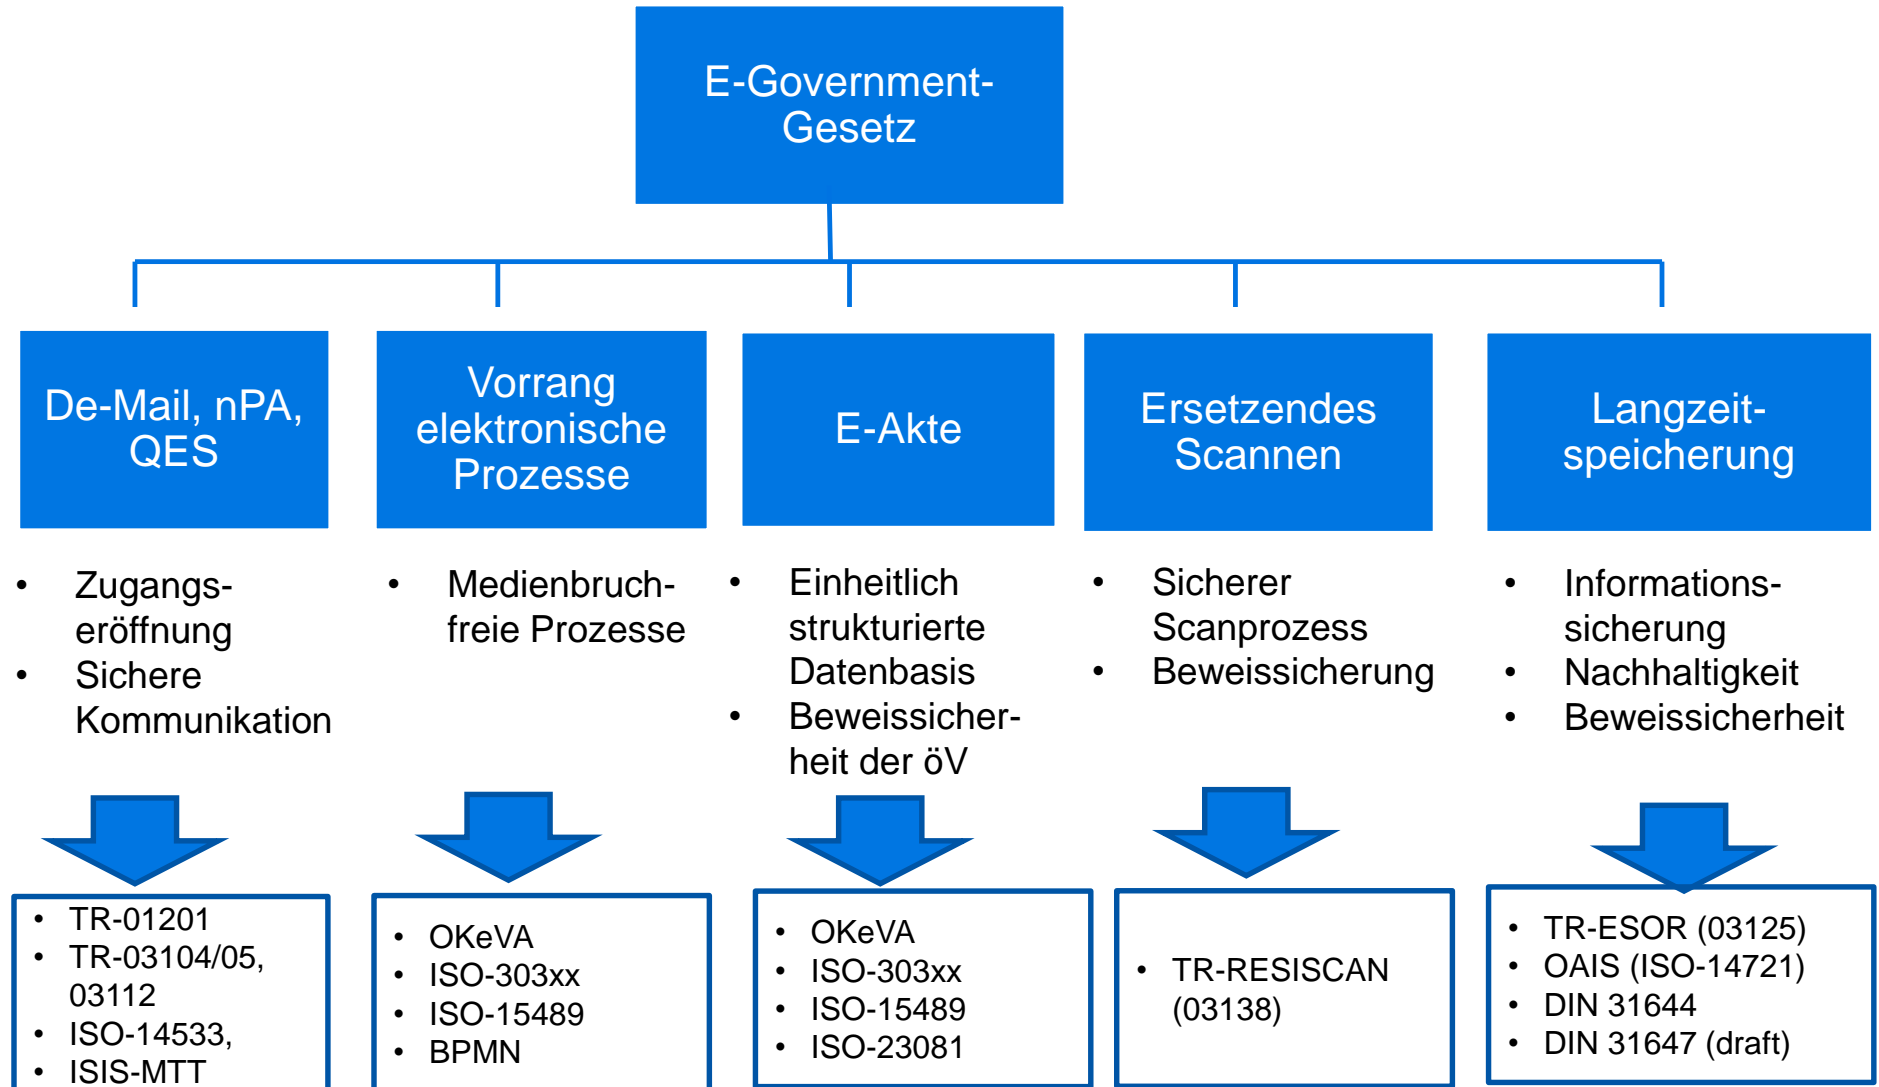 E-Government-
Gesetz
De-Mail, nPA,
QES
Vorrang
elektronische
Prozesse
E-Akte
Ersetzendes
Scannen
Langzeit-
speicherung
• Zugangs-
eröffnung
• Sichere
Kommunikation
• Medienbruch-
freie Prozesse
• Einheitlich
strukturierte
Datenbasis
• Beweissicher-
heit der öV
• Sicherer
Scanprozess
• Beweissicherung
• Informations-
sicherung
• Nachhaltigkeit
• Beweissicherheit
• TR-01201
• TR-03104/05,
03112
• ISO-14533,
• ISIS-MTT
• OKeVA
• ISO-303xx
• ISO-15489
• BPMN
• OKeVA
• ISO-303xx
• ISO-15489
• ISO-23081
• TR-RESISCAN
(03138)
• TR-ESOR (03125)
• OAIS (ISO-14721)
• DIN 31644
• DIN 31647 (draft)